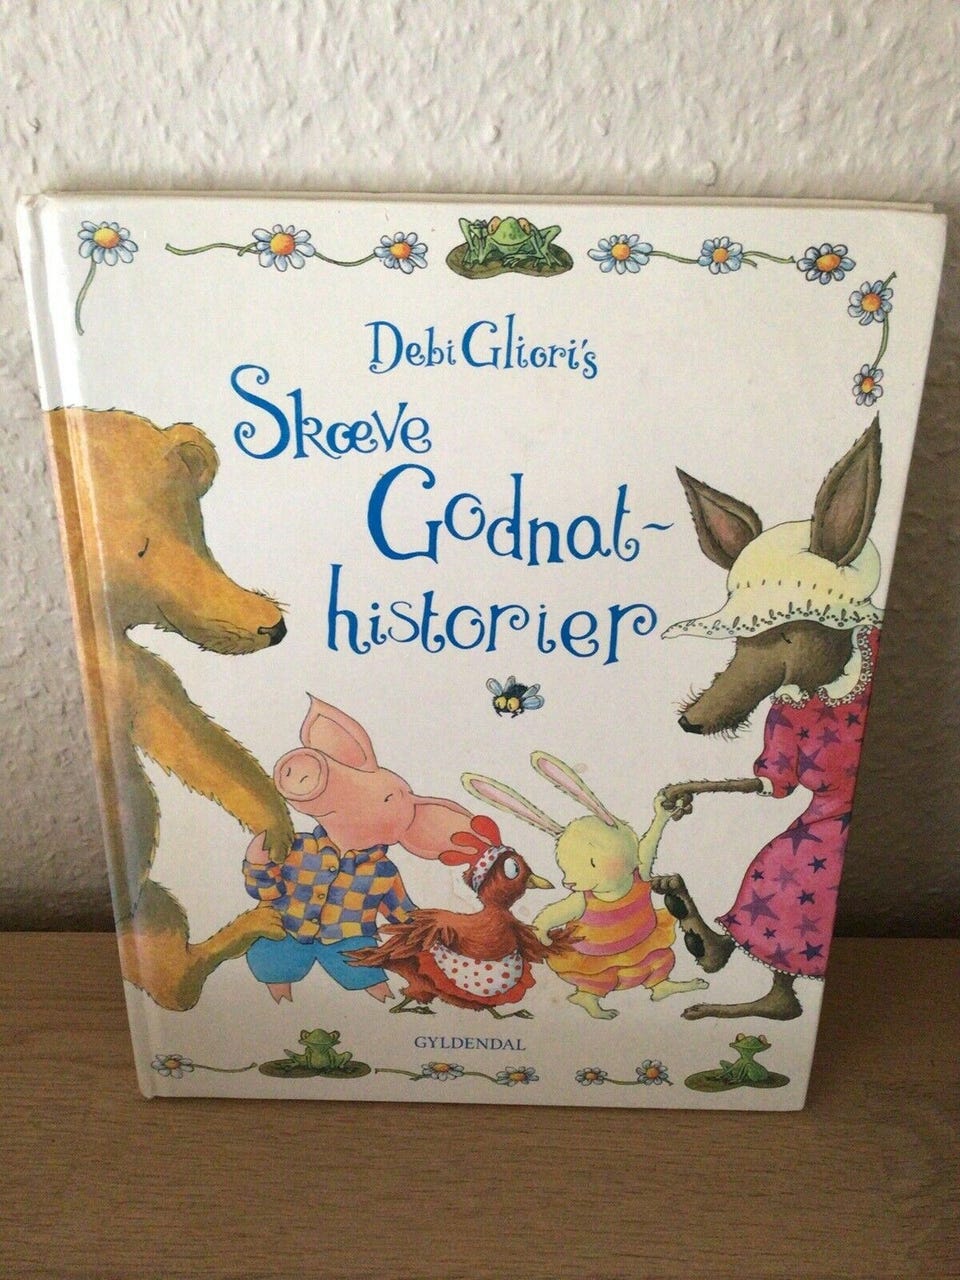 Debi Gliori's
Skæve
Godnat-
historier
GYLDENDAL